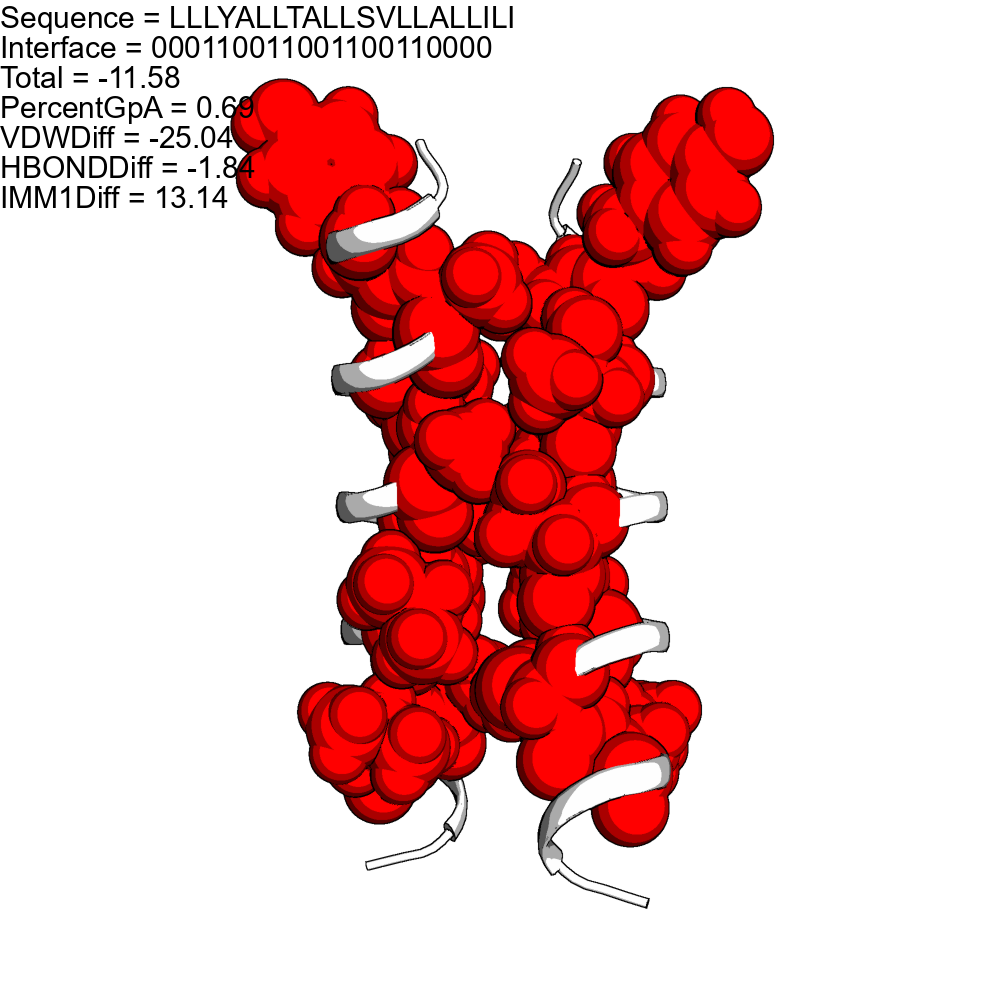 Sequence = LLLYALLTALLSVLLALLILI
Interface = 000110011001100110000
Total = -11.58
PercentGpA = 0.69
VDWDiff = -25.04
HBONDDiff = -1.84
IMM1Diff = 13.14